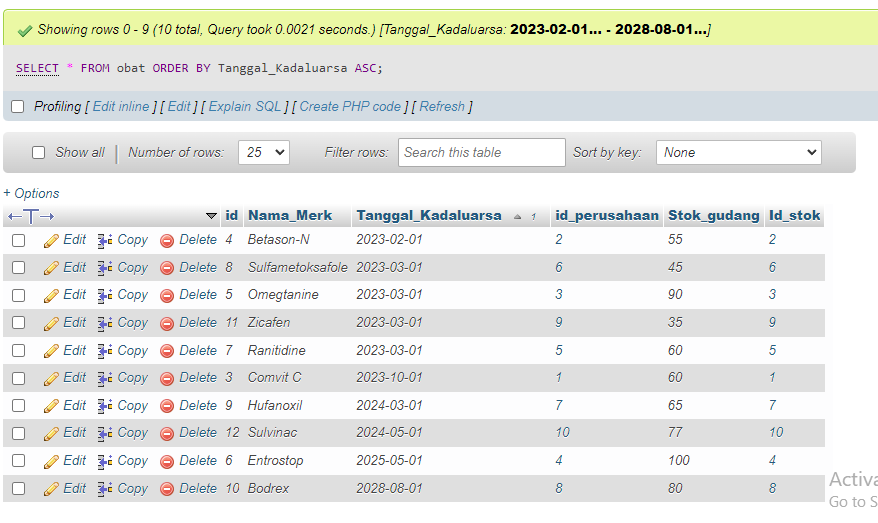 Showing rows 0 - 9 (10 total, Query took 0.0021 seconds.) [Tanggal_Kadaluarsa: 2023-02-01... - 2028-08-01...]
SELECT * FROM obat ORDER BY Tanggal_Kadaluarsa ASC;
Profiling [ Edit inline ] [ Edit ] [ Explain SQL ] [ Create PHP code ] [ Refresh ]
Show all | Number of rows: 25 Filter rows: Search this table Sort by key: None
+ Options
←T→ id Nama_Merk Tanggal_Kadaluarsa 1 id_perusahaan Stok_gudang Id_stok
Edit Copy Delete 4 Betason-N 2023-02-01 2 55 2
Edit Copy Delete 8 Sulfametoksafole 2023-03-01 6 45 6
Edit Copy Delete 5 Omegtanine 2023-03-01 3 90 3
Edit Copy Delete 11 Zicafen 2023-03-01 9 35 9
Edit Copy Delete 7 Ranitidine 2023-03-01 5 60 5
Edit Copy Delete 3 Comvit C 2023-10-01 1 60 1
Edit Copy Delete 9 Hufanoxil 2024-03-01 7 65 7
Edit Copy Delete 12 Sulvinac 2024-05-01 10 77 10
Edit Copy Delete 6 Entrostop 2025-05-01 4 100 4
Edit Copy Delete 10 Bodrex 2028-08-01 8 80 8
Activa
Go to S